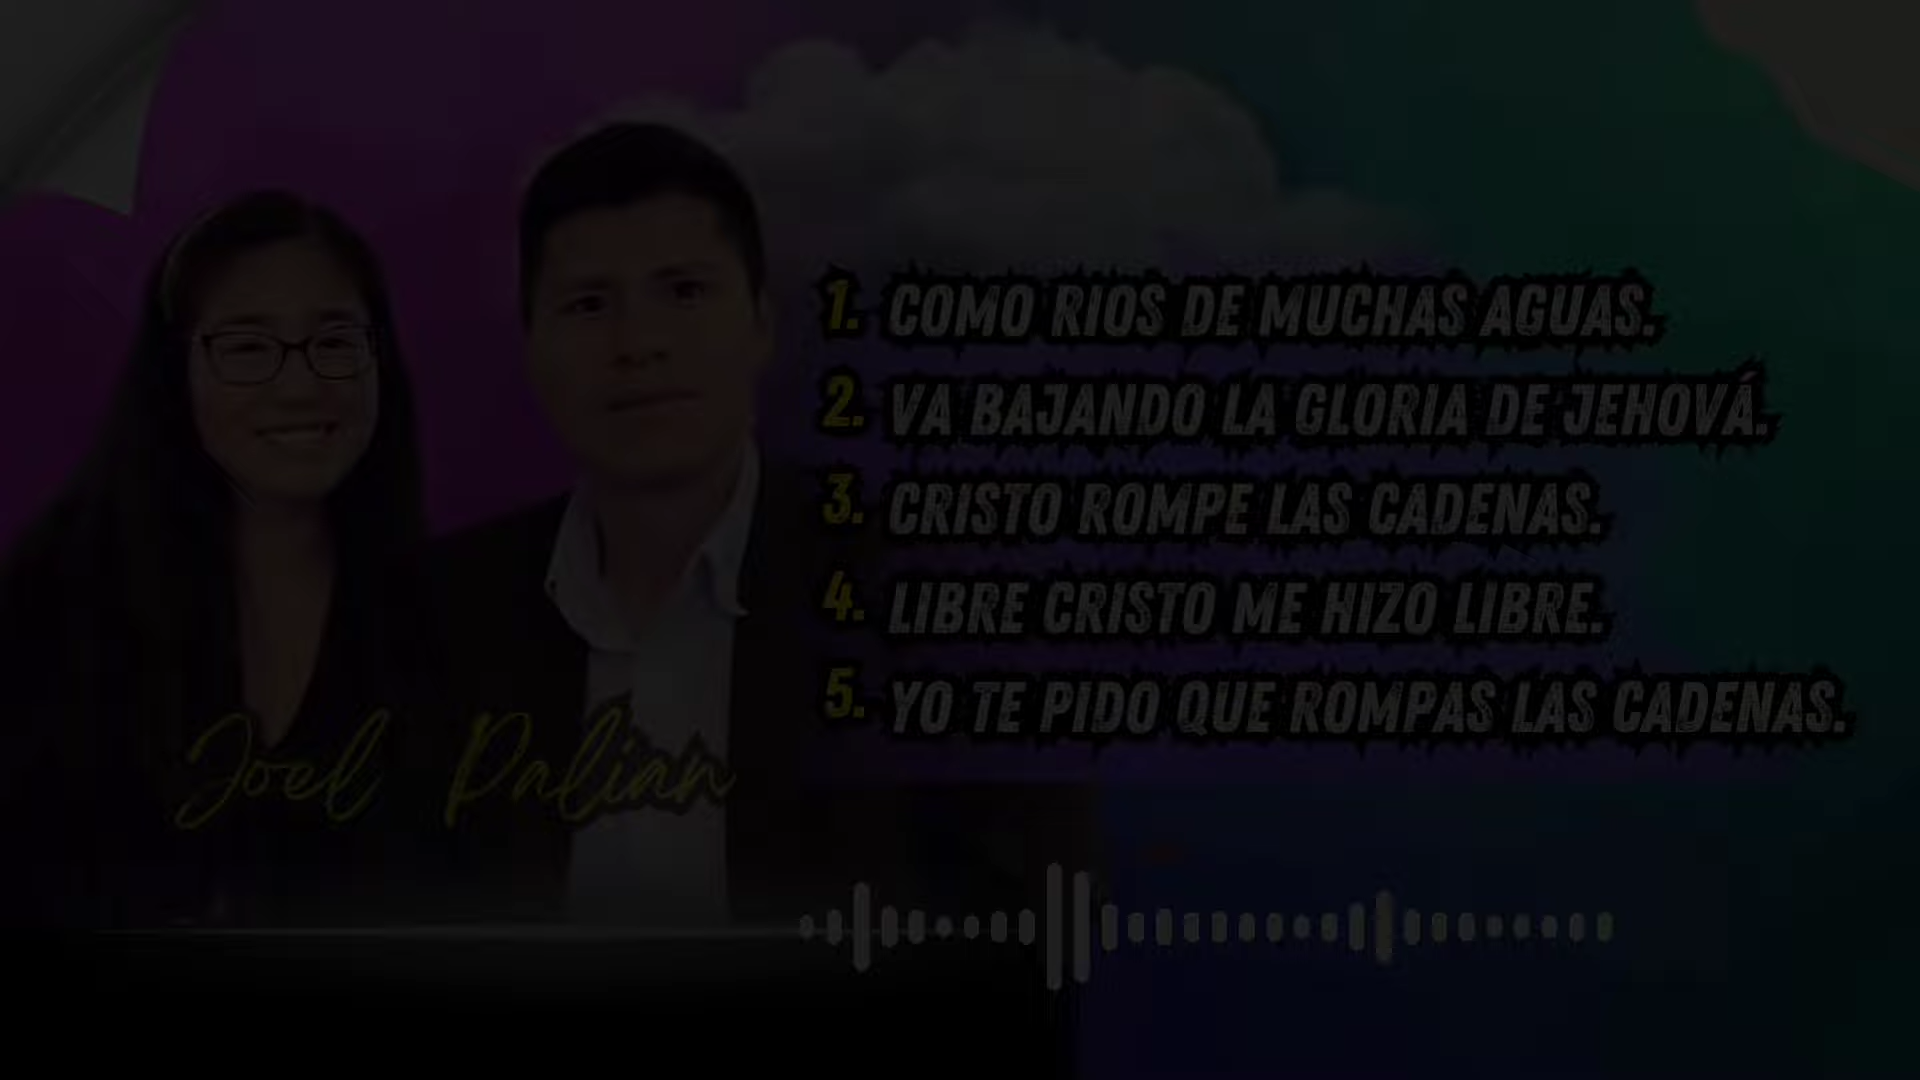 1. COMO RIOS DE MUCHAS AGUAS.
2. VA BAJANDO LA GLORIA DE JEHOVÁ.
3. CRISTO ROMPE LAS CADENAS.
4. LIBRE CRISTO ME HIZO LIBRE.
5. YO TE PIDO QUE ROMPAS LAS CADENAS.
Joel Dalian